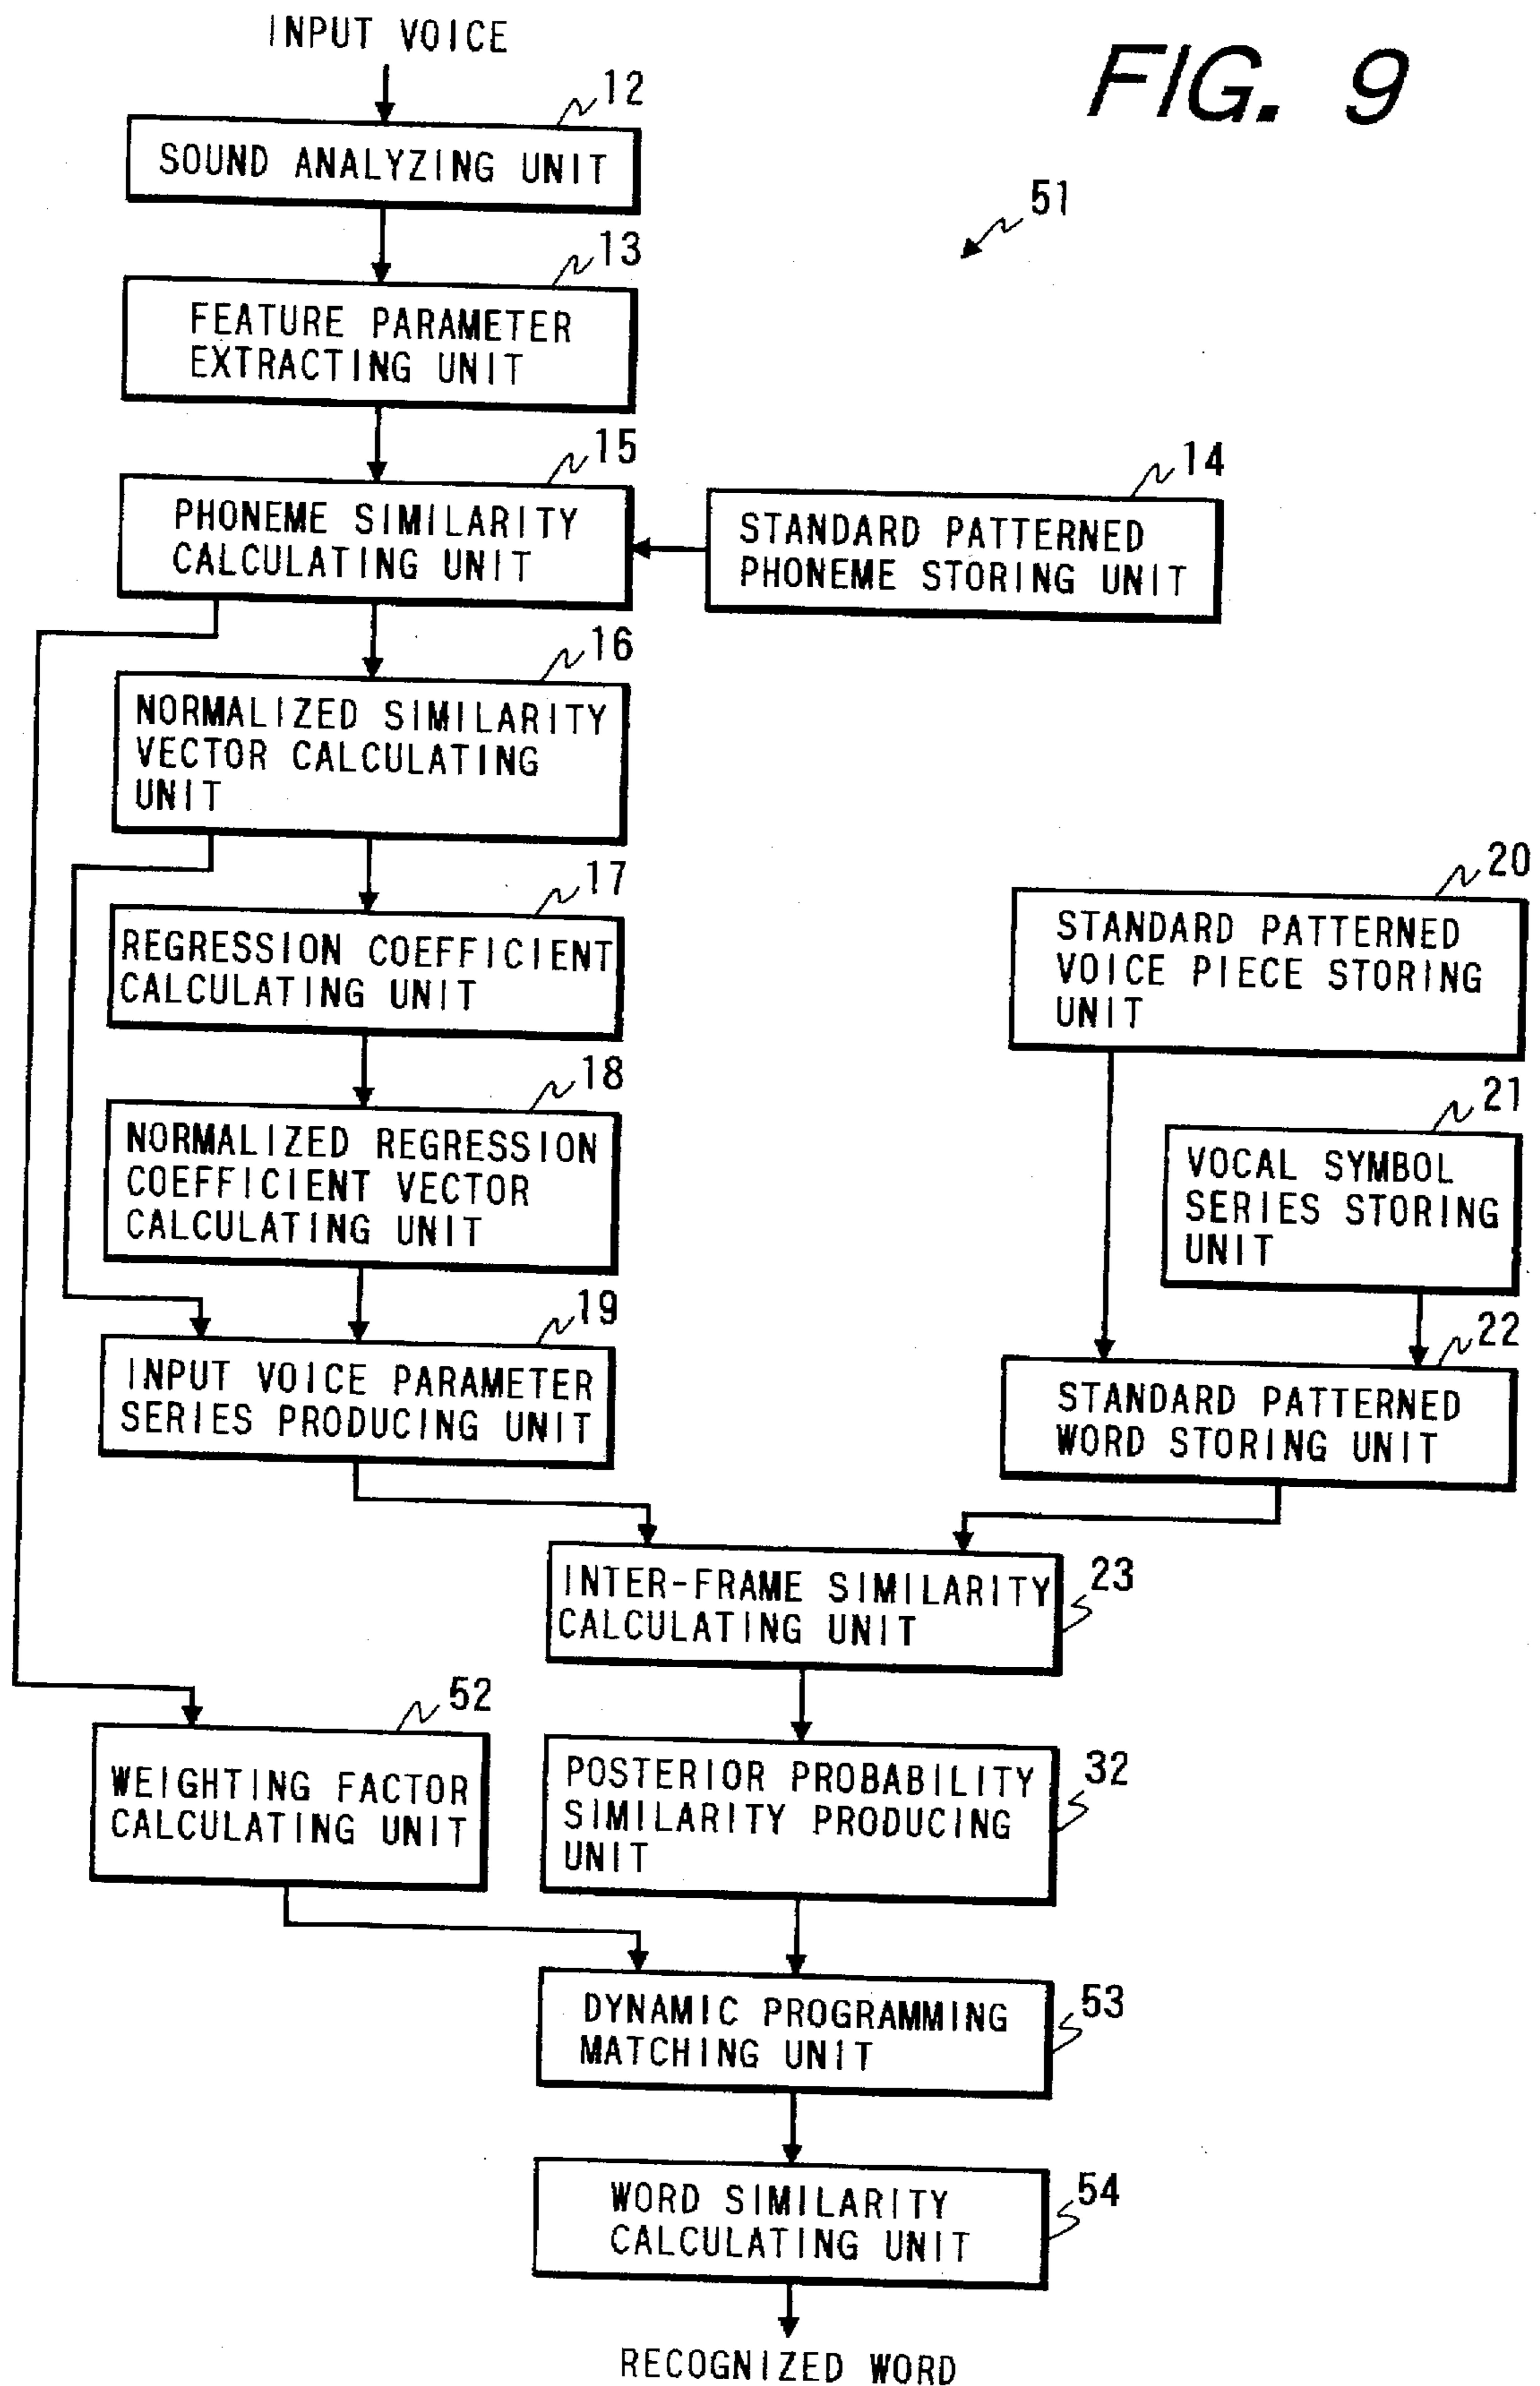 INPUT VOICE
FIG. 9
12
SOUND ANALYZING UNIT
51
13
FEATURE PARAMETER
EXTRACTING UNIT
15
PHONEME SIMILARITY
CALCULATING UNIT
14
STANDARD PATTERNED
PHONEME STORING UNIT
16
NORMALIZED SIMILARITY
VECTOR CALCULATING
UNIT
17
REGRESSION COEFFICIENT
CALCULATING UNIT
20
STANDARD PATTERNED
VOICE PIECE STORING
UNIT
18
NORMALIZED REGRESSION
COEFFICIENT VECTOR
CALCULATING UNIT
21
VOCAL SYMBOL
SERIES STORING
UNIT
19
INPUT VOICE PARAMETER
SERIES PRODUCING UNIT
22
STANDARD PATTERNED
WORD STORING UNIT
INTER-FRAME SIMILARITY
CALCULATING UNIT
23
52
WEIGHTING FACTOR
CALCULATING UNIT
POSTERIOR PROBABILITY
SIMILARITY PRODUCING
UNIT
32
DYNAMIC PROGRAMMING
MATCHING UNIT
53
WORD SIMILARITY
CALCULATING UNIT
54
RECOGNIZED WORD